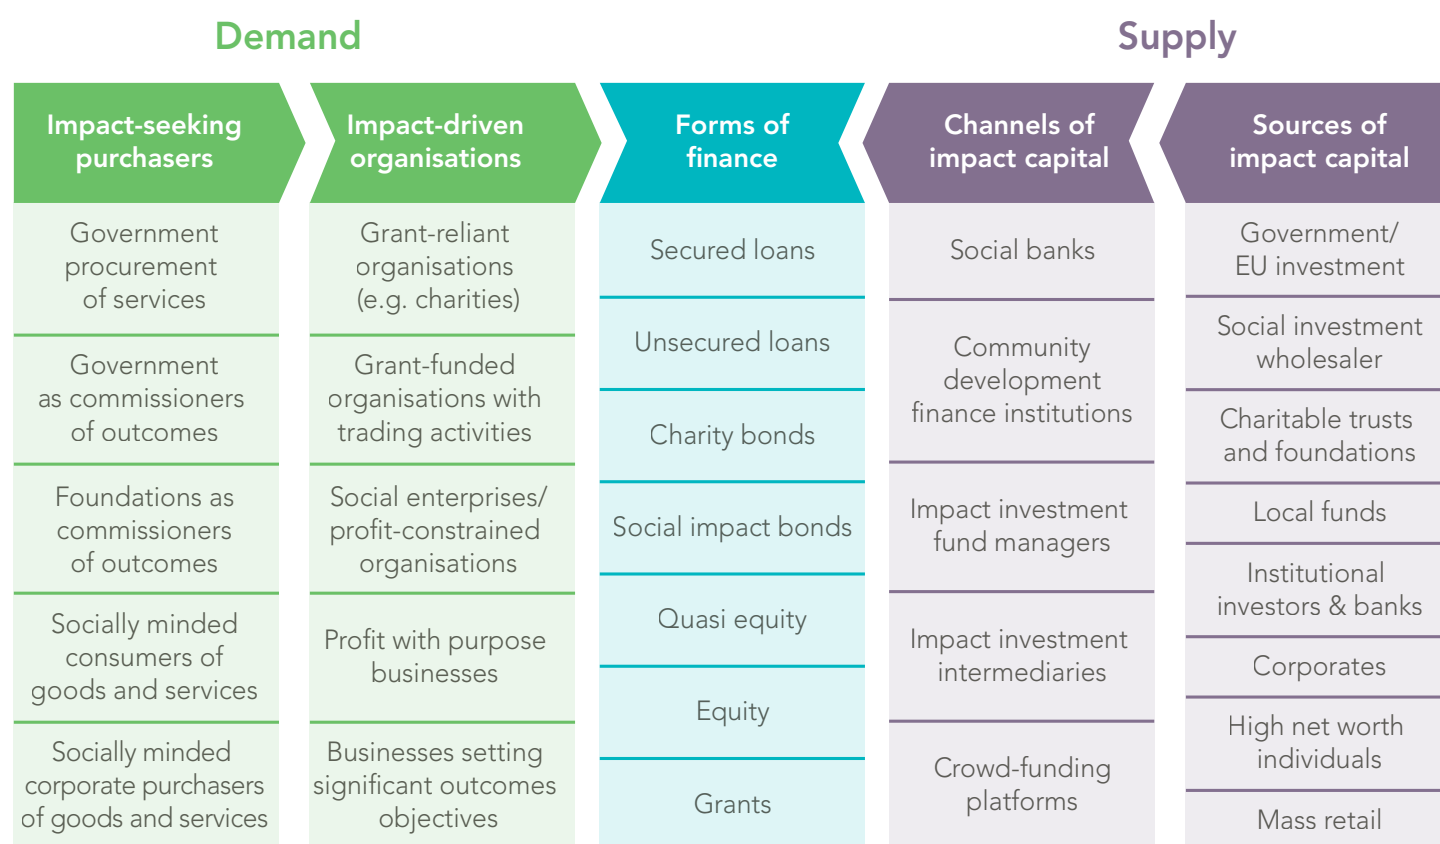 Demand
Supply
Impact-seeking
purchasers
Government
procurement
of services
Government
as commissioners
of outcomes
Foundations as
commissioners
of outcomes
Socially minded
consumers of
goods and services
Socially minded
corporate purchasers
of goods and services
Impact-driven
organisations
Grant-reliant
organisations
(e.g. charities)
Grant-funded
organisations with
trading activities
Social enterprises/
profit-constrained
organisations
Profit with purpose
businesses
Businesses setting
significant outcomes
objectives
Forms of
finance
Secured loans
Unsecured loans
Charity bonds
Social impact bonds
Quasi equity
Equity
Grants
Channels of
impact capital
Social banks
Community
development
finance institutions
Impact investment
fund managers
Impact investment
intermediaries
Crowd-funding
platforms
Sources of
impact capital
Government/
EU investment
Social investment
wholesaler
Charitable trusts
and foundations
Local funds
Institutional
investors & banks
Corporates
High net worth
individuals
Mass retail